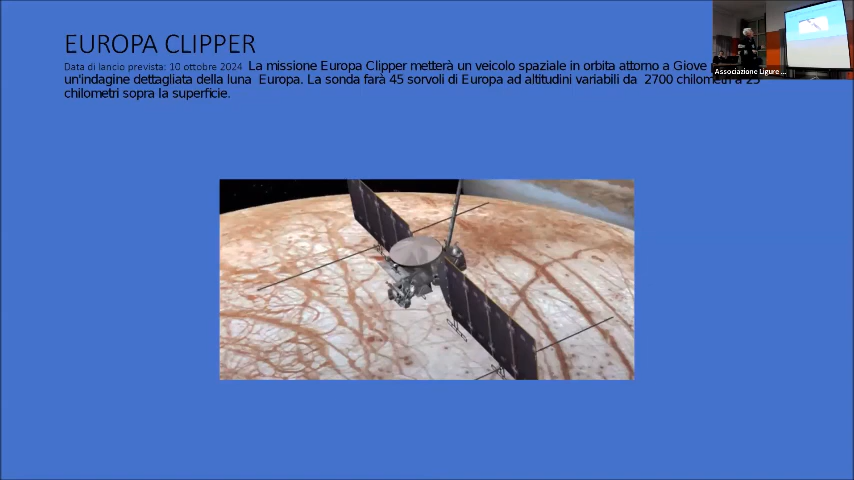 EUROPA CLIPPER
Data di lancio prevista: 10 ottobre 2024 La missione Europa Clipper metterà un veicolo spaziale in orbita attorno a Giove
un'indagine dettagliata della luna Europa. La sonda farà 45 sorvoli di Europa ad altitudini variabili da 2700 chilometri a 25
chilometri sopra la superficie.
Associazione Ligure ...